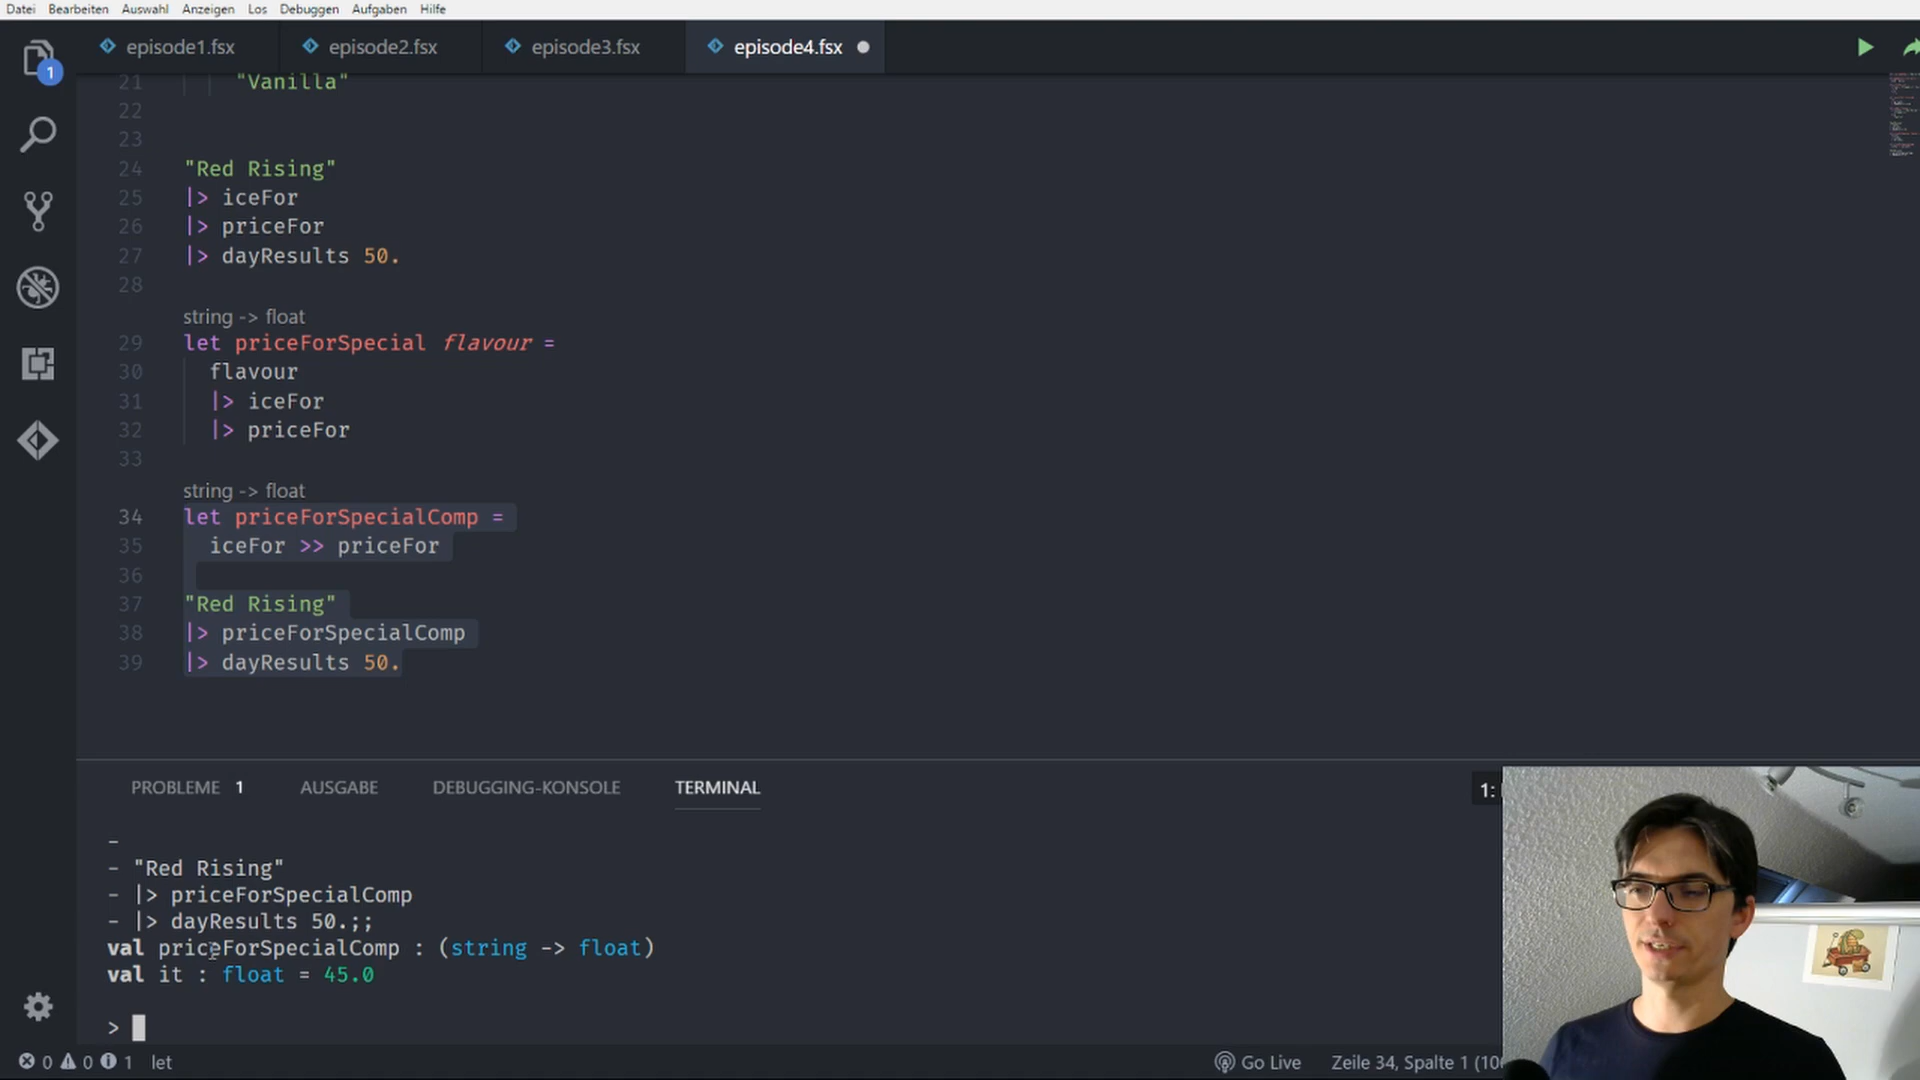 Datei Bearbeiten Auswahl Anzeigen Los Debuggen Aufgaben Hilfe
episode1.fsx episode2.fsx episode3.fsx episode4.fsx
1
21 "Vanilla"
22
23
24 "Red Rising"
25 |> iceFor
26 |> priceFor
27 |> dayResults 50.
28
string -> float
29 let priceForSpecial flavour =
30 flavour
31 |> iceFor
32 |> priceFor
33
string -> float
34 let priceForSpecialComp =
35 iceFor >> priceFor
36
37 "Red Rising"
38 |> priceForSpecialComp
39 |> dayResults 50.
PROBLEME 1 AUSGABE DEBUGGING-KONSOLE TERMINAL 1:
-
- "Red Rising"
- |> priceForSpecialComp
- |> dayResults 50.;;
val priceForSpecialComp : (string -> float)
val it : float = 45.0
>
0 0 1 let Go Live Zeile 34, Spalte 1 (10